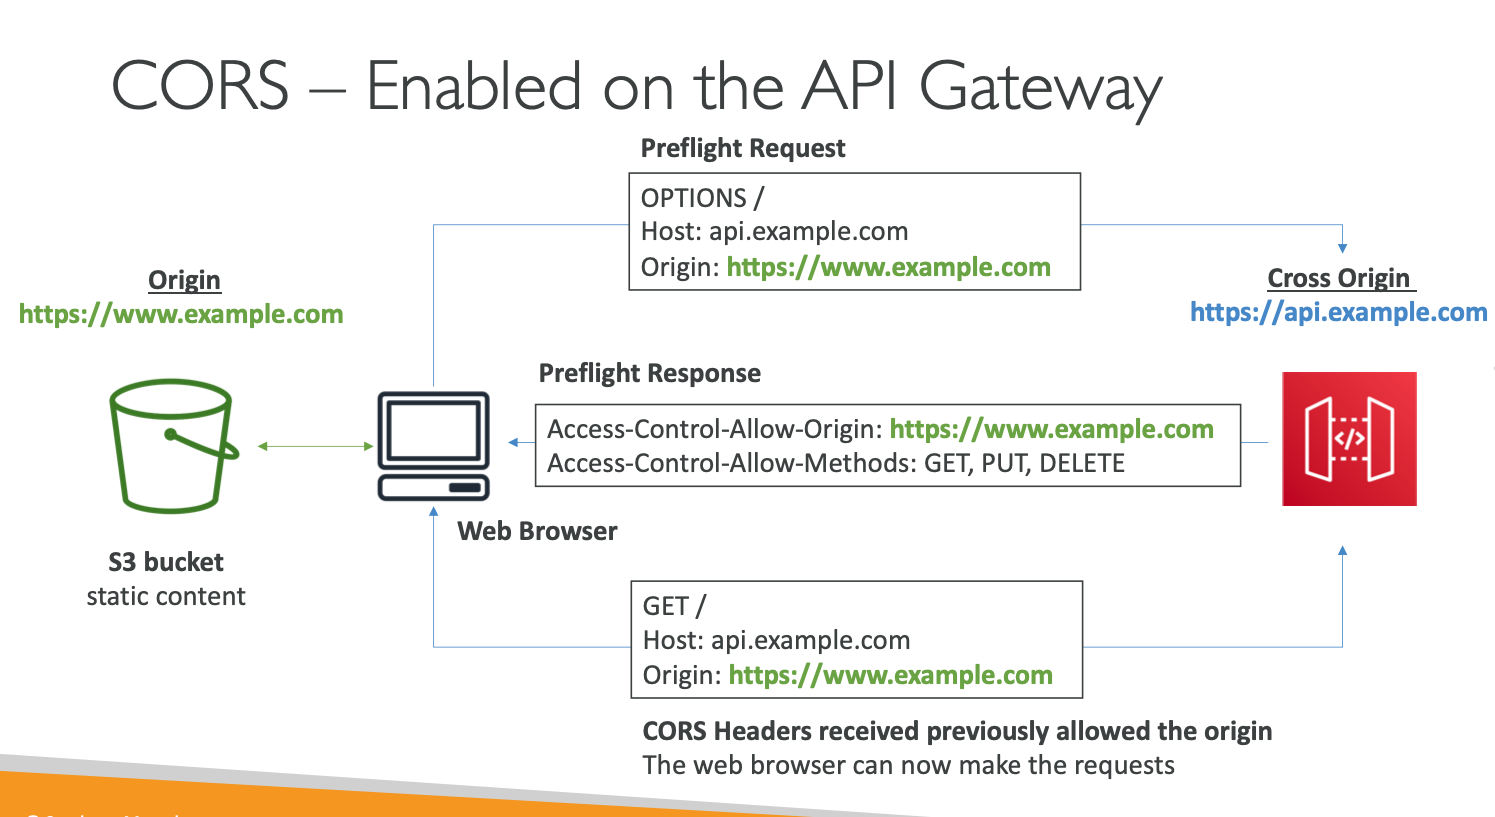 CORS – Enabled on the API Gateway
Preflight Request
OPTIONS /
Host: api.example.com
Origin: https://www.example.com
Origin
https://www.example.com
Cross Origin
https://api.example.com
Preflight Response
Access-Control-Allow-Origin: https://www.example.com
Access-Control-Allow-Methods: GET, PUT, DELETE
</>
Web Browser
S3 bucket
static content
GET /
Host: api.example.com
Origin: https://www.example.com
CORS Headers received previously allowed the origin
The web browser can now make the requests